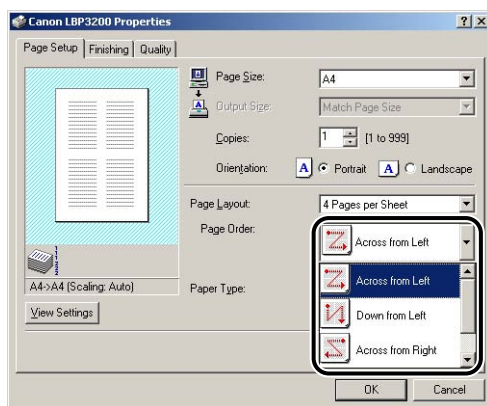 Canon LBP3200 Properties
Page Setup Finishing Quality
Page Size: A4
Output Size: Match Page Size
Copies: 1 [1 to 999]
Orientation: A Portrait A Landscape
Page Layout: 4 Pages per Sheet
Page Order: Across from Left
Across from Left
Down from Left
Across from Right
A4->A4 (Scaling: Auto)
Paper Type:
View Settings
OK Cancel